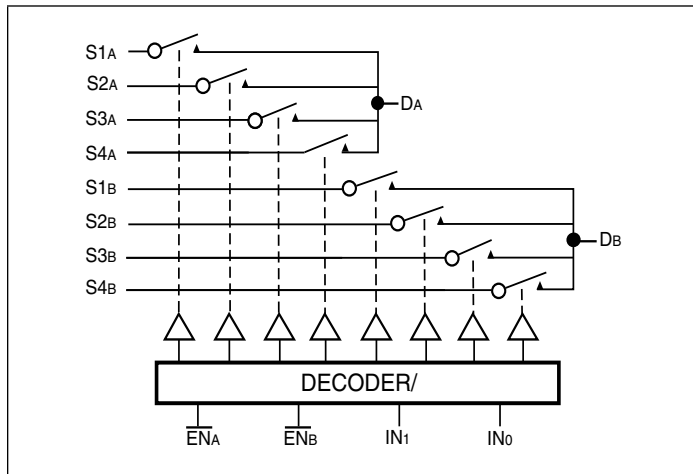 S1A
S2A
S3A
DA
S4A
S1B
S2B
DB
S3B
S4B
DECODER/
ENA ENB IN1 IN0